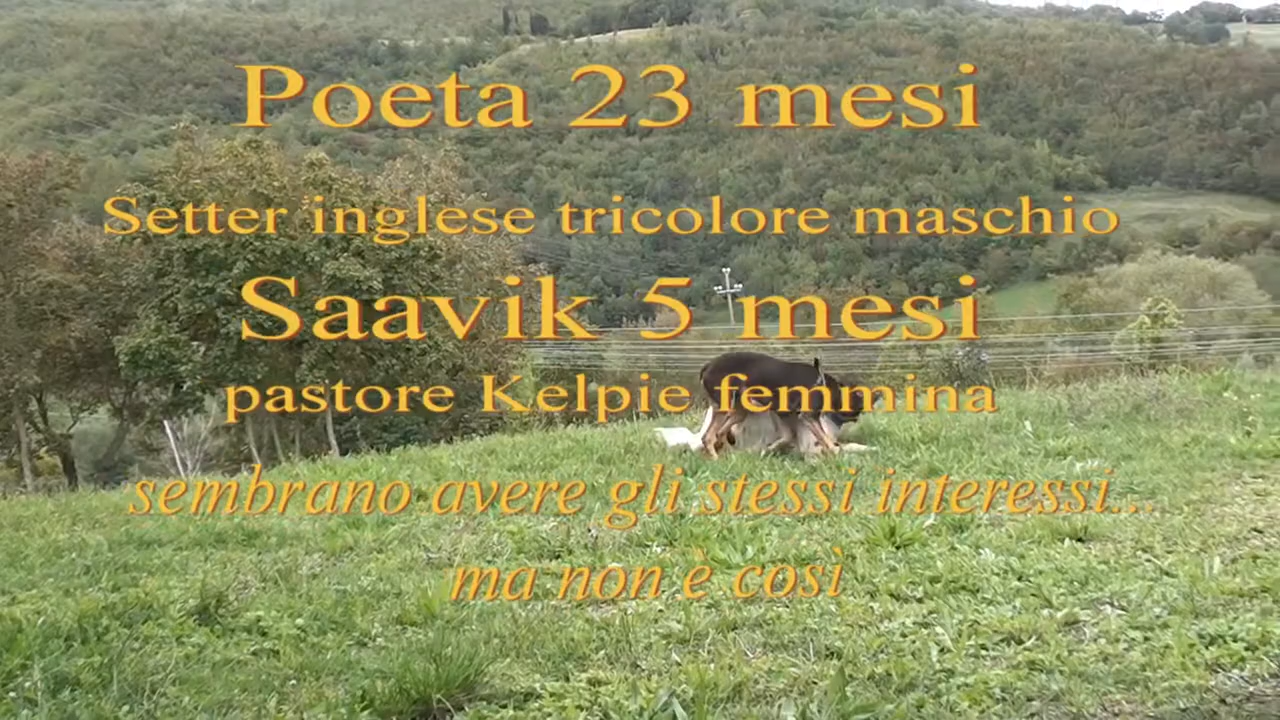 Poeta 23 mesi
Setter inglese tricolore maschio
Saavik 5 mesi
pastore Kelpie femmina
sembrano avere gli stessi interessi...
ma non è così